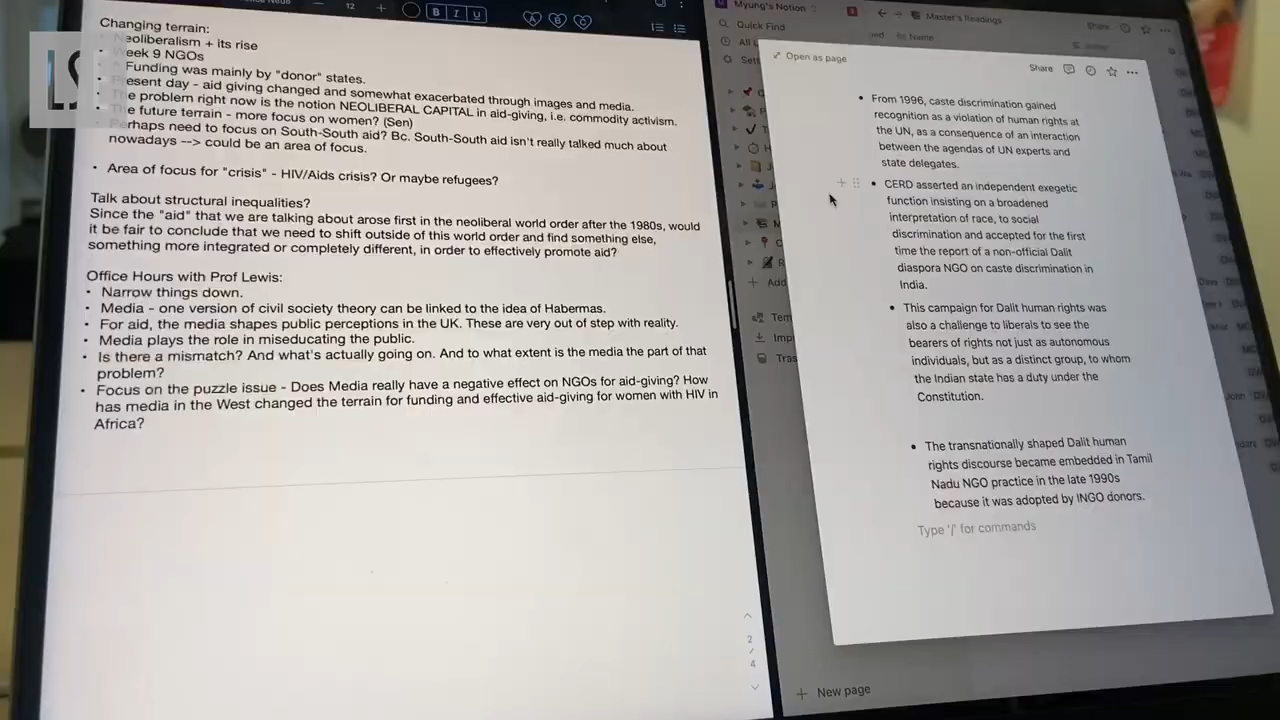 12
+
B I U
A B C
Changing terrain:
Neoliberalism + its rise
Week 9 NGOs
Funding was mainly by "donor" states.
Present day - aid giving changed and somewhat exacerbated through images and media.
The problem right now is the notion NEOLIBERAL CAPITAL in aid-giving, i.e. commodity activism.
The future terrain - more focus on women? (Sen)
Perhaps need to focus on South-South aid? Bc. South-South aid isn't really talked much about
nowadays --> could be an area of focus.
• Area of focus for "crisis" - HIV/Aids crisis? Or maybe refugees?
Talk about structural inequalities?
Since the "aid" that we are talking about arose first in the neoliberal world order after the 1980s, would
it be fair to conclude that we need to shift outside of this world order and find something else,
something more integrated or completely different, in order to effectively promote aid?
Office Hours with Prof Lewis:
• Narrow things down.
• Media - one version of civil society theory can be linked to the idea of Habermas.
• For aid, the media shapes public perceptions in the UK. These are very out of step with reality.
• Media plays the role in miseducating the public.
• Is there a mismatch? And what's actually going on. And to what extent is the media the part of that
problem?
• Focus on the puzzle issue - Does Media really have a negative effect on NGOs for aid-giving? How
has media in the West changed the terrain for funding and effective aid-giving for women with HIV in
Africa?
2
/
4
Myung's Notion
Quick Find
Master's Readings
Share
by Name
Open as page
Share
• From 1996, caste discrimination gained
recognition as a violation of human rights at
the UN, as a consequence of an interaction
between the agendas of UN experts and
state delegates.
• CERD asserted an independent exegetic
function insisting on a broadened
interpretation of race, to social
discrimination and accepted for the first
time the report of a non-official Dalit
diaspora NGO on caste discrimination in
India.
• This campaign for Dalit human rights was
also a challenge to liberals to see the
bearers of rights not just as autonomous
individuals, but as a distinct group, to whom
the Indian state has a duty under the
Constitution.
• The transnationally shaped Dalit human
rights discourse became embedded in Tamil
Nadu NGO practice in the late 1990s
because it was adopted by INGO donors.
Type '/' for commands
+ Add
Tem
Imp
Tras
+ New page